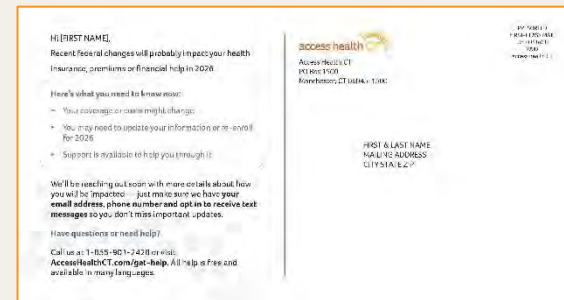 Hi [FIRST NAME],
Recent federal changes will probably impact your health
insurance, premiums or financial help in 2026.
Here's what you need to know now:
• Your coverage or costs might change
• You may need to update your information or re-enroll
for 2026
• Support is available to help you through it
We'll be reaching out soon with more details about how
you will be impacted — just make sure we have your
email address, phone number and opt in to receive text
messages so you don't miss important updates.
Have questions or need help?
Call us at 1-855-901-2428 or visit
AccessHealthCT.com/get-help. All help is free and
available in many languages.
access health CT
Access Health CT
PO Box 1500
Manchester, CT
FIRST & LAST NAME
MAILING ADDRESS
CITY STATE ZIP